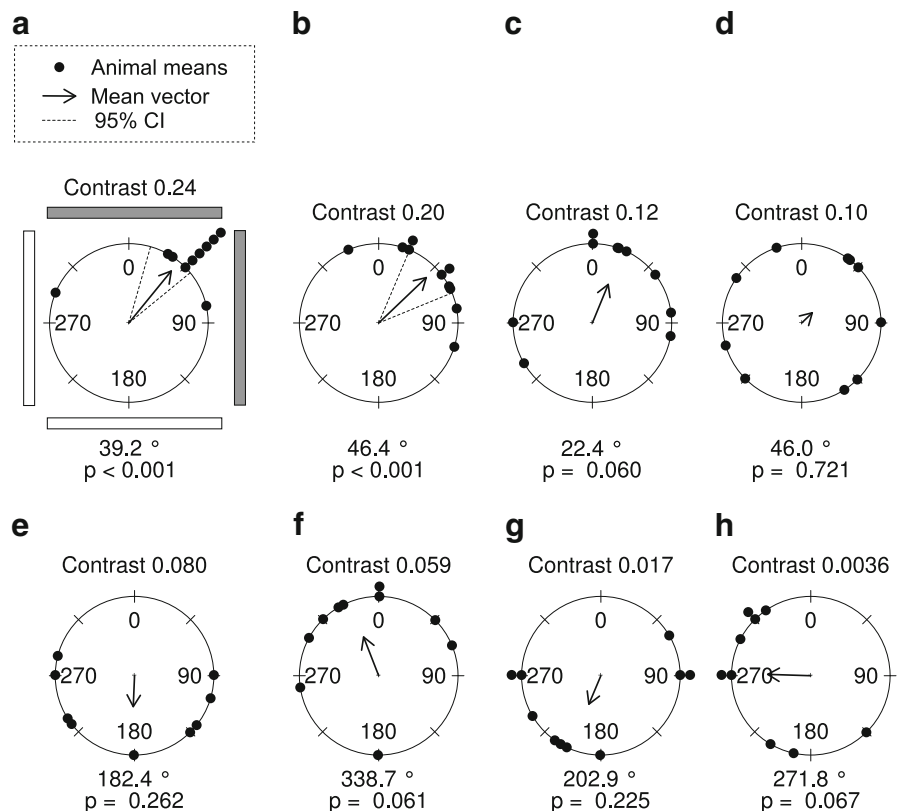 a b c d
Animal means
Mean vector
95% CI
Contrast 0.24 Contrast 0.20 Contrast 0.12 Contrast 0.10
0 0 0 0
270 90 270 90 270 90 270 90
180 180 180 180
39.2 ° 46.4 ° 22.4 ° 46.0 °
p < 0.001 p < 0.001 p = 0.060 p = 0.721
e f g h
Contrast 0.080 Contrast 0.059 Contrast 0.017 Contrast 0.0036
0 0 0 0
270 90 270 90 270 90 270 90
180 180 180 180
182.4 ° 338.7 ° 202.9 ° 271.8 °
p = 0.262 p = 0.061 p = 0.225 p = 0.067